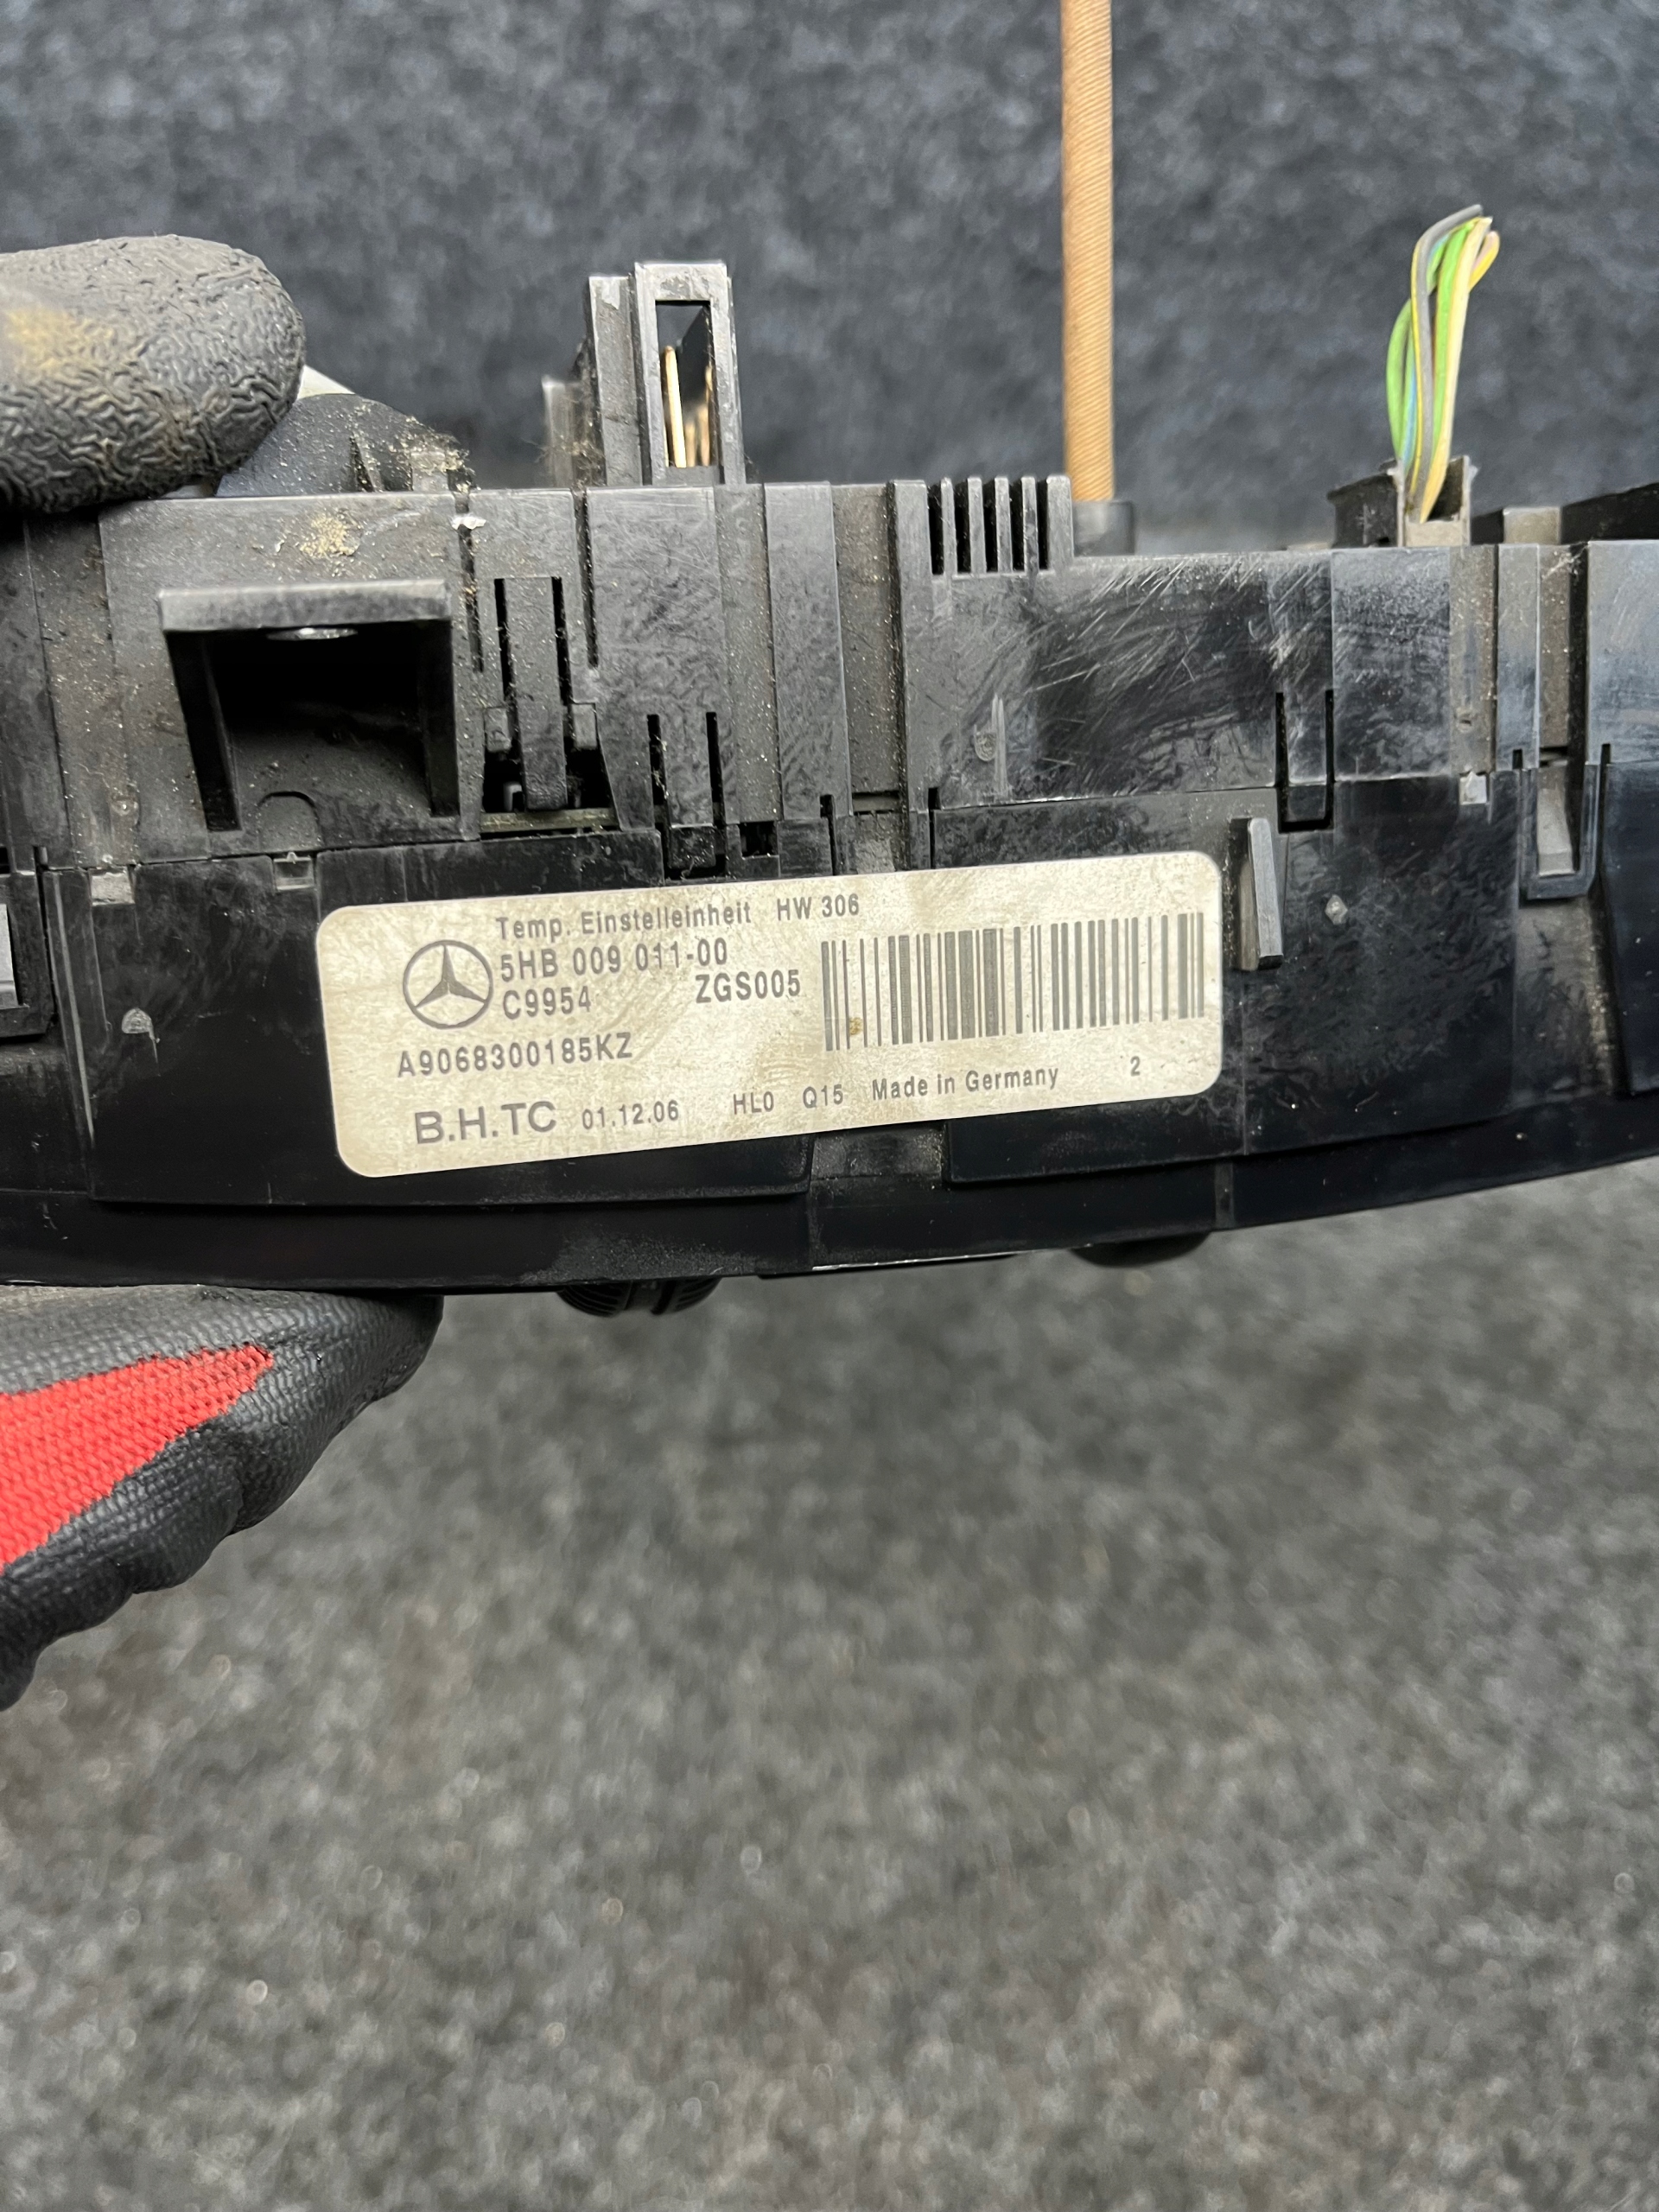 Temp. Einstelleinheit HW 306
5HB 009 011-00
C9954 ZGS005
A9068300185KZ
B.H.TC 01.12.06 HL0 Q15 Made in Germany 2